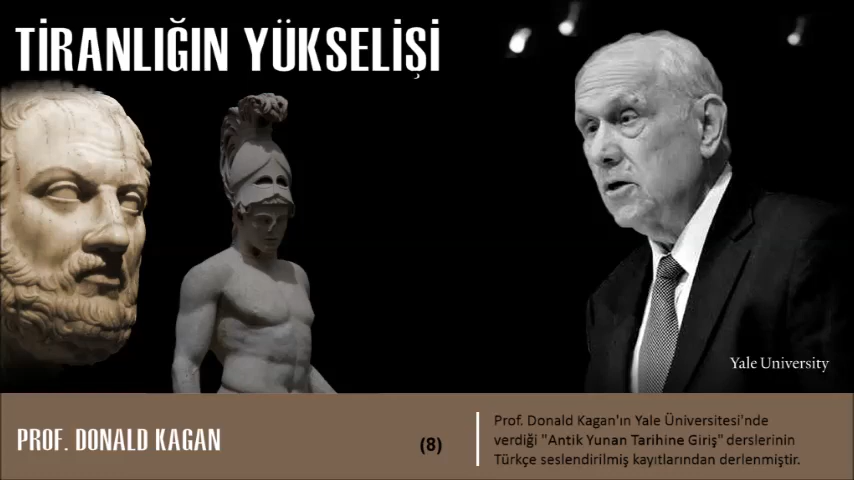 TİRANLIĞIN YÜKSELİŞİ
Yale University
PROF. DONALD KAGAN
(8)
Prof. Donald Kagan'ın Yale Üniversitesi'nde
verdiği "Antik Yunan Tarihine Giriş" derslerinin
Türkçe seslendirilmiş kayıtlarından derlenmiştir.